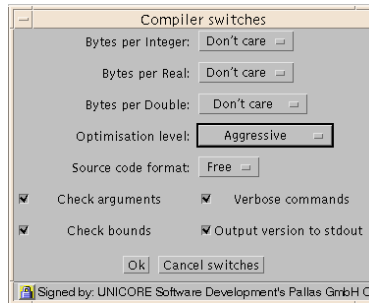 Compiler switches
Bytes per Integer: Don't care
Bytes per Real: Don't care
Bytes per Double: Don't care
Optimisation level: Aggressive
Source code format: Free
Check arguments Verbose commands
Check bounds Output version to stdout
Ok Cancel switches
Signed by: UNICORE Software Development's Pallas GmbH C